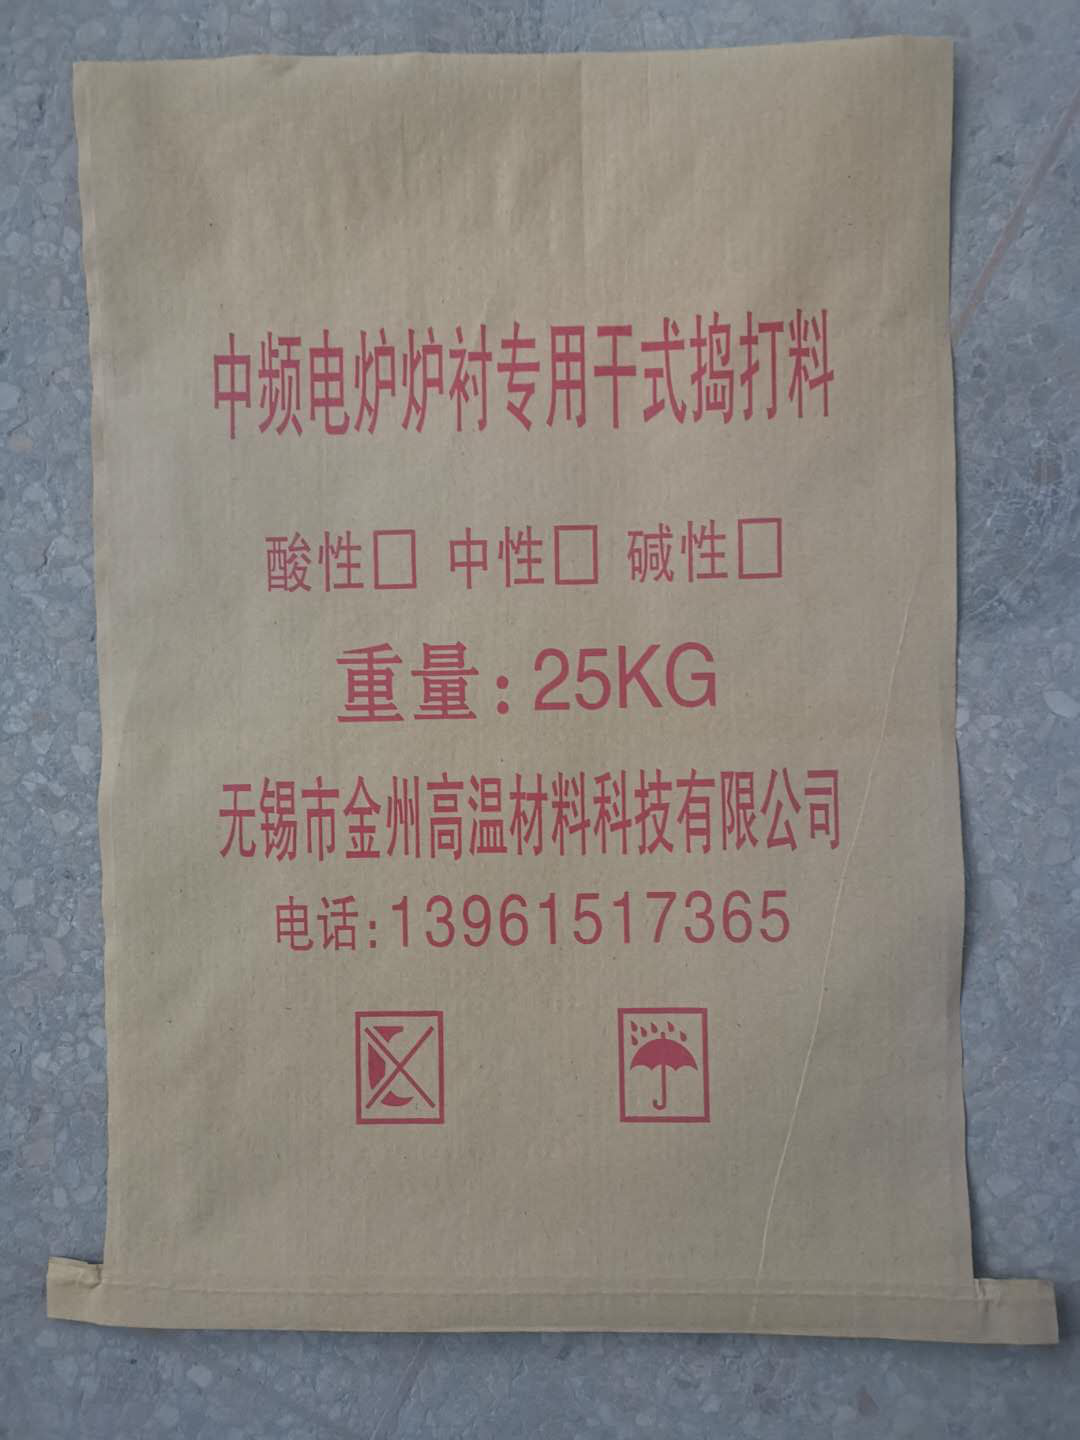 中频电炉炉衬专用干式捣打料
酸性□ 中性□ 碱性□
重量:25KG
无锡市金州高温材料科技有限公司
电话:13961517365